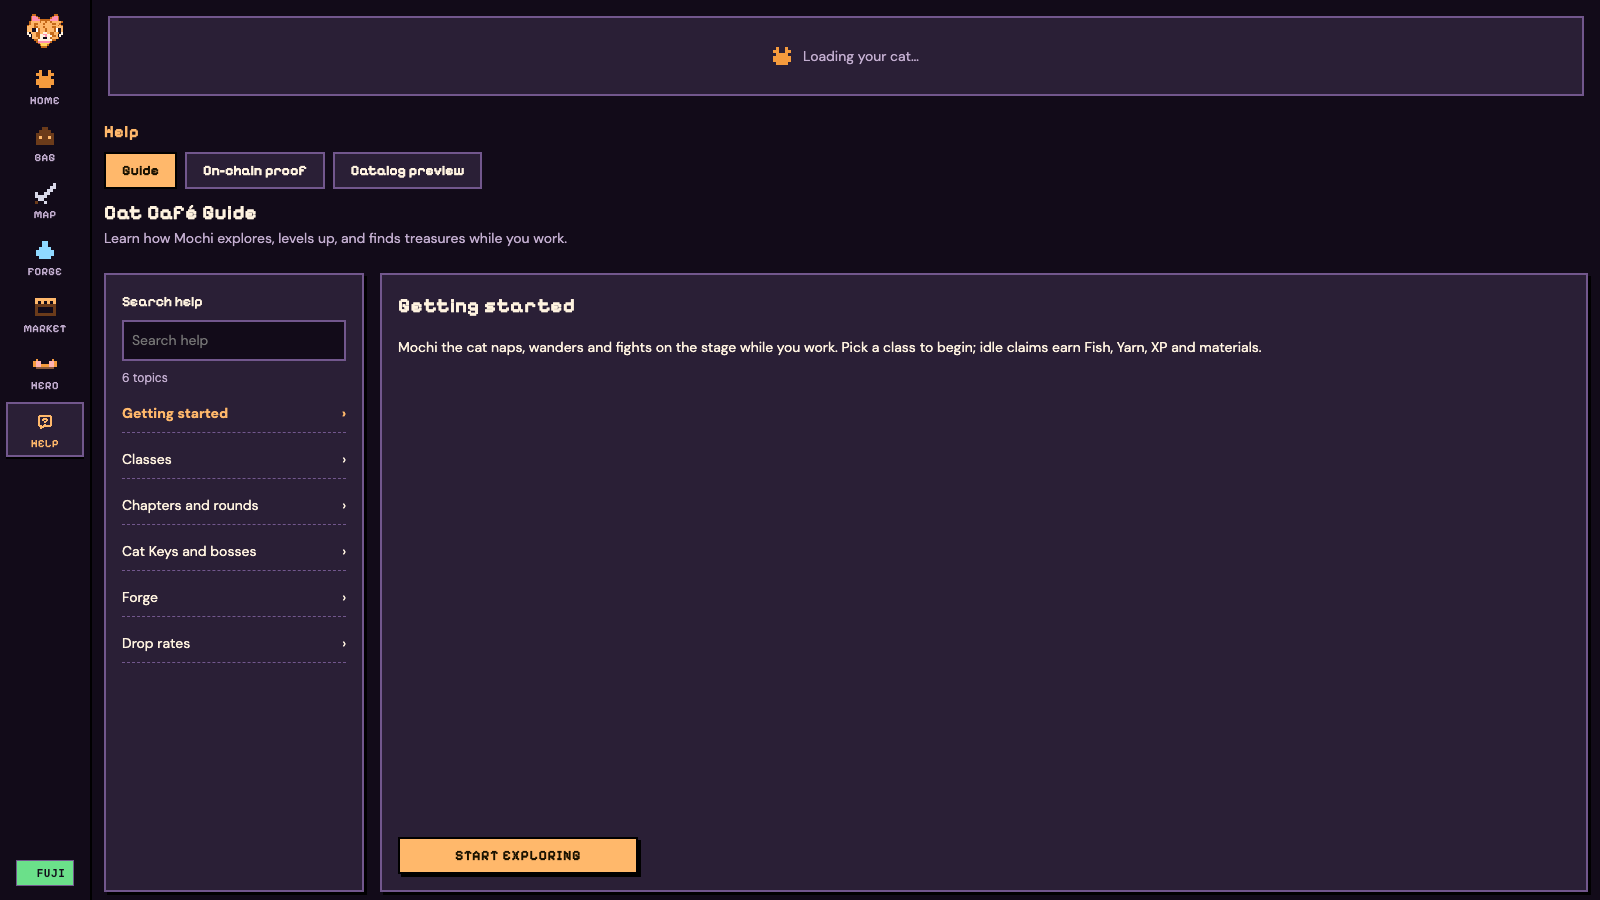 HOME
BAG
MAP
FORGE
MARKET
HERO
HELP
FUJI
Loading your cat…
Help
Guide
On-chain proof
Catalog preview
Cat Café Guide
Learn how Mochi explores, levels up, and finds treasures while you work.
Search help
Search help
6 topics
Getting started ›
Classes ›
Chapters and rounds ›
Cat Keys and bosses ›
Forge ›
Drop rates ›
Getting started
Mochi the cat naps, wanders and fights on the stage while you work. Pick a class to begin; idle claims earn Fish, Yarn, XP and materials.
START EXPLORING